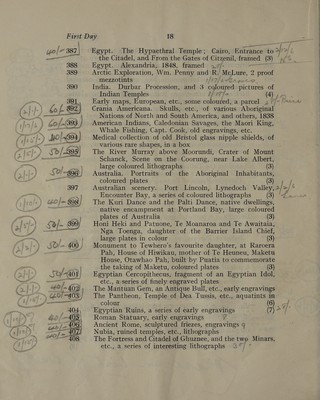 First Day 18
387 Egypt. The Hypaethral Temple; Cairo, Entrance to
the Citadel, and From the Gates of Citzenib, framed (3)
388 Egypt. Alexandria, 1848, framed
389 Arctic Exploration, Wm. Penny and R. McLure, 2 proof
mezzotints
390 India. Durbar Procession, and 3 coloured pictures of
Indian Temples (4)
391 Early maps, European, etc., some coloured, a parcel
392 Crania Americana. Skulls, etc., of various Aboriginal
Nations of North and South America, and others, 1838
393 American Indians, Caledonian Savages, the Maori King,
Whale Fishing, Capt. Cook, old engravings, etc.
394 Medical collection of old Bristol glass nipple shields, of
various rare shapes, in a box
395 The River Murray above Moorundi, Crater of Mount
Schanck, Scene on the Coorung, near Lake Albert,
large coloured lithographs (3)
396 Australia. Portraits of the Aboriginal Inhabitants,
coloured plates (3)
397 Australian scenery. Port Lincoln, Lynedoch Valley,
Encounter Bay, a series of coloured lithographs (3)
398 The Kuri Dance and the Palti Dance, native dwellings,
native encampment at Portland Bay, large coloured
plates of Australia (3)
399 Honi Heki and Patuone, Te Moanaroa and Te Awaitaia,
Nga Toenga, daughter of the Barrier Island Chief,
large plates in colour (3)
400 Monument to Tewhero's favourite daughter, at Raroera
Pah, House of Hiwikau, mother of Te Heuheu, Maketu
House, Otawhao Pah, built by Puatia to commemorate
the taking of Maketu, coloured plates (3)
401 Egyptian Cercopithecus, fragment of an Egyptian Idol,
etc., a series of finely engraved plates
402 The Mantuan Gem, an Antique Bull, etc., early engravings
403 The Pantheon, Temple of Dea Tussis, etc., aquatints in
colour (6)
404 Egyptian Ruins, a series of early engravings (7)
405 Roman Statuary, early engravings
406 Ancient Rome, sculptured friezes, engravings
407 Nubia, ruined temples, etc., lithographs
408 The Fortress and Citadel of Ghuznee, and the two Minars,
etc., a series of interesting lithographs